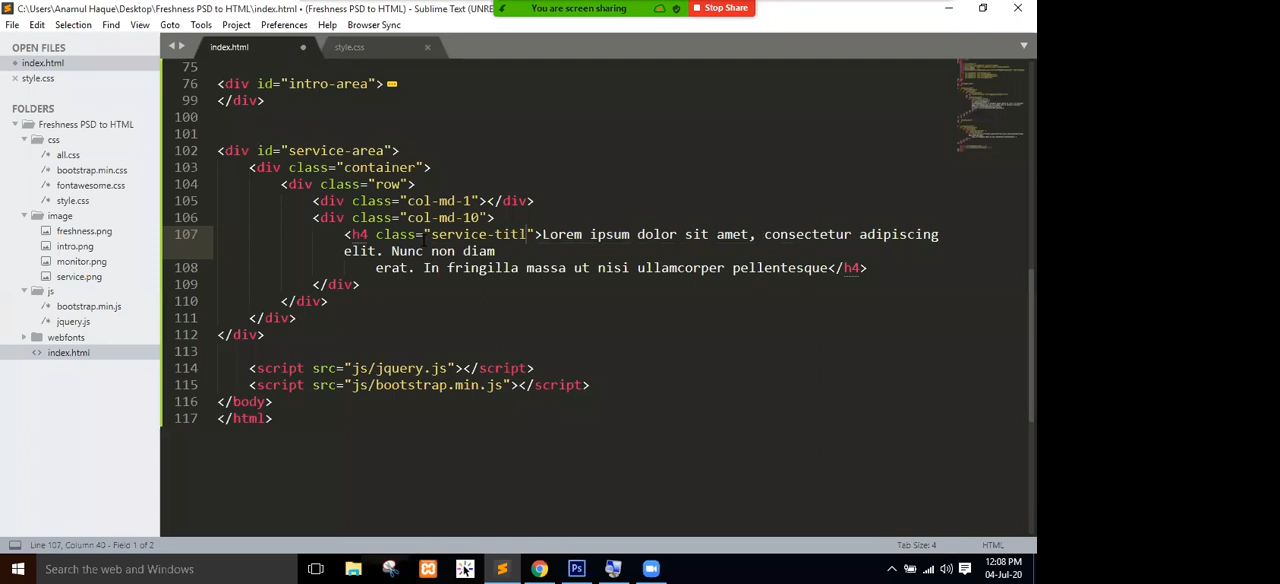 C:\Users\Anamul Haque\Desktop\Freshness PSD to HTML\index.html • (Freshness PSD to HTML) - Sublime Text (UNRE
You are screen sharing
Stop Share
File Edit Selection Find View Goto Tools Project Preferences Help Browser Sync
OPEN FILES
index.html
style.css
FOLDERS
Freshness PSD to HTML
css
all.css
bootstrap.min.css
fontawesome.css
style.css
image
freshness.png
intro.png
monitor.png
service.png
js
bootstrap.min.js
jquery.js
webfonts
index.html
index.html
style.css
75
76 <div id="intro-area">
99 </div>
100
101
102 <div id="service-area">
103 <div class="container">
104 <div class="row">
105 <div class="col-md-1"></div>
106 <div class="col-md-10">
107 <h4 class="service-titl">Lorem ipsum dolor sit amet, consectetur adipiscing
elit. Nunc non diam
108 erat. In fringilla massa ut nisi ullamcorper pellentesque</h4>
109 </div>
110 </div>
111 </div>
112 </div>
113
114 <script src="js/jquery.js"></script>
115 <script src="js/bootstrap.min.js"></script>
116 </body>
117 </html>
Line 107, Column 40 - Field 1 of 2
Tab Size: 4
HTML
Search the web and Windows
12:08 PM
04-Jul-20